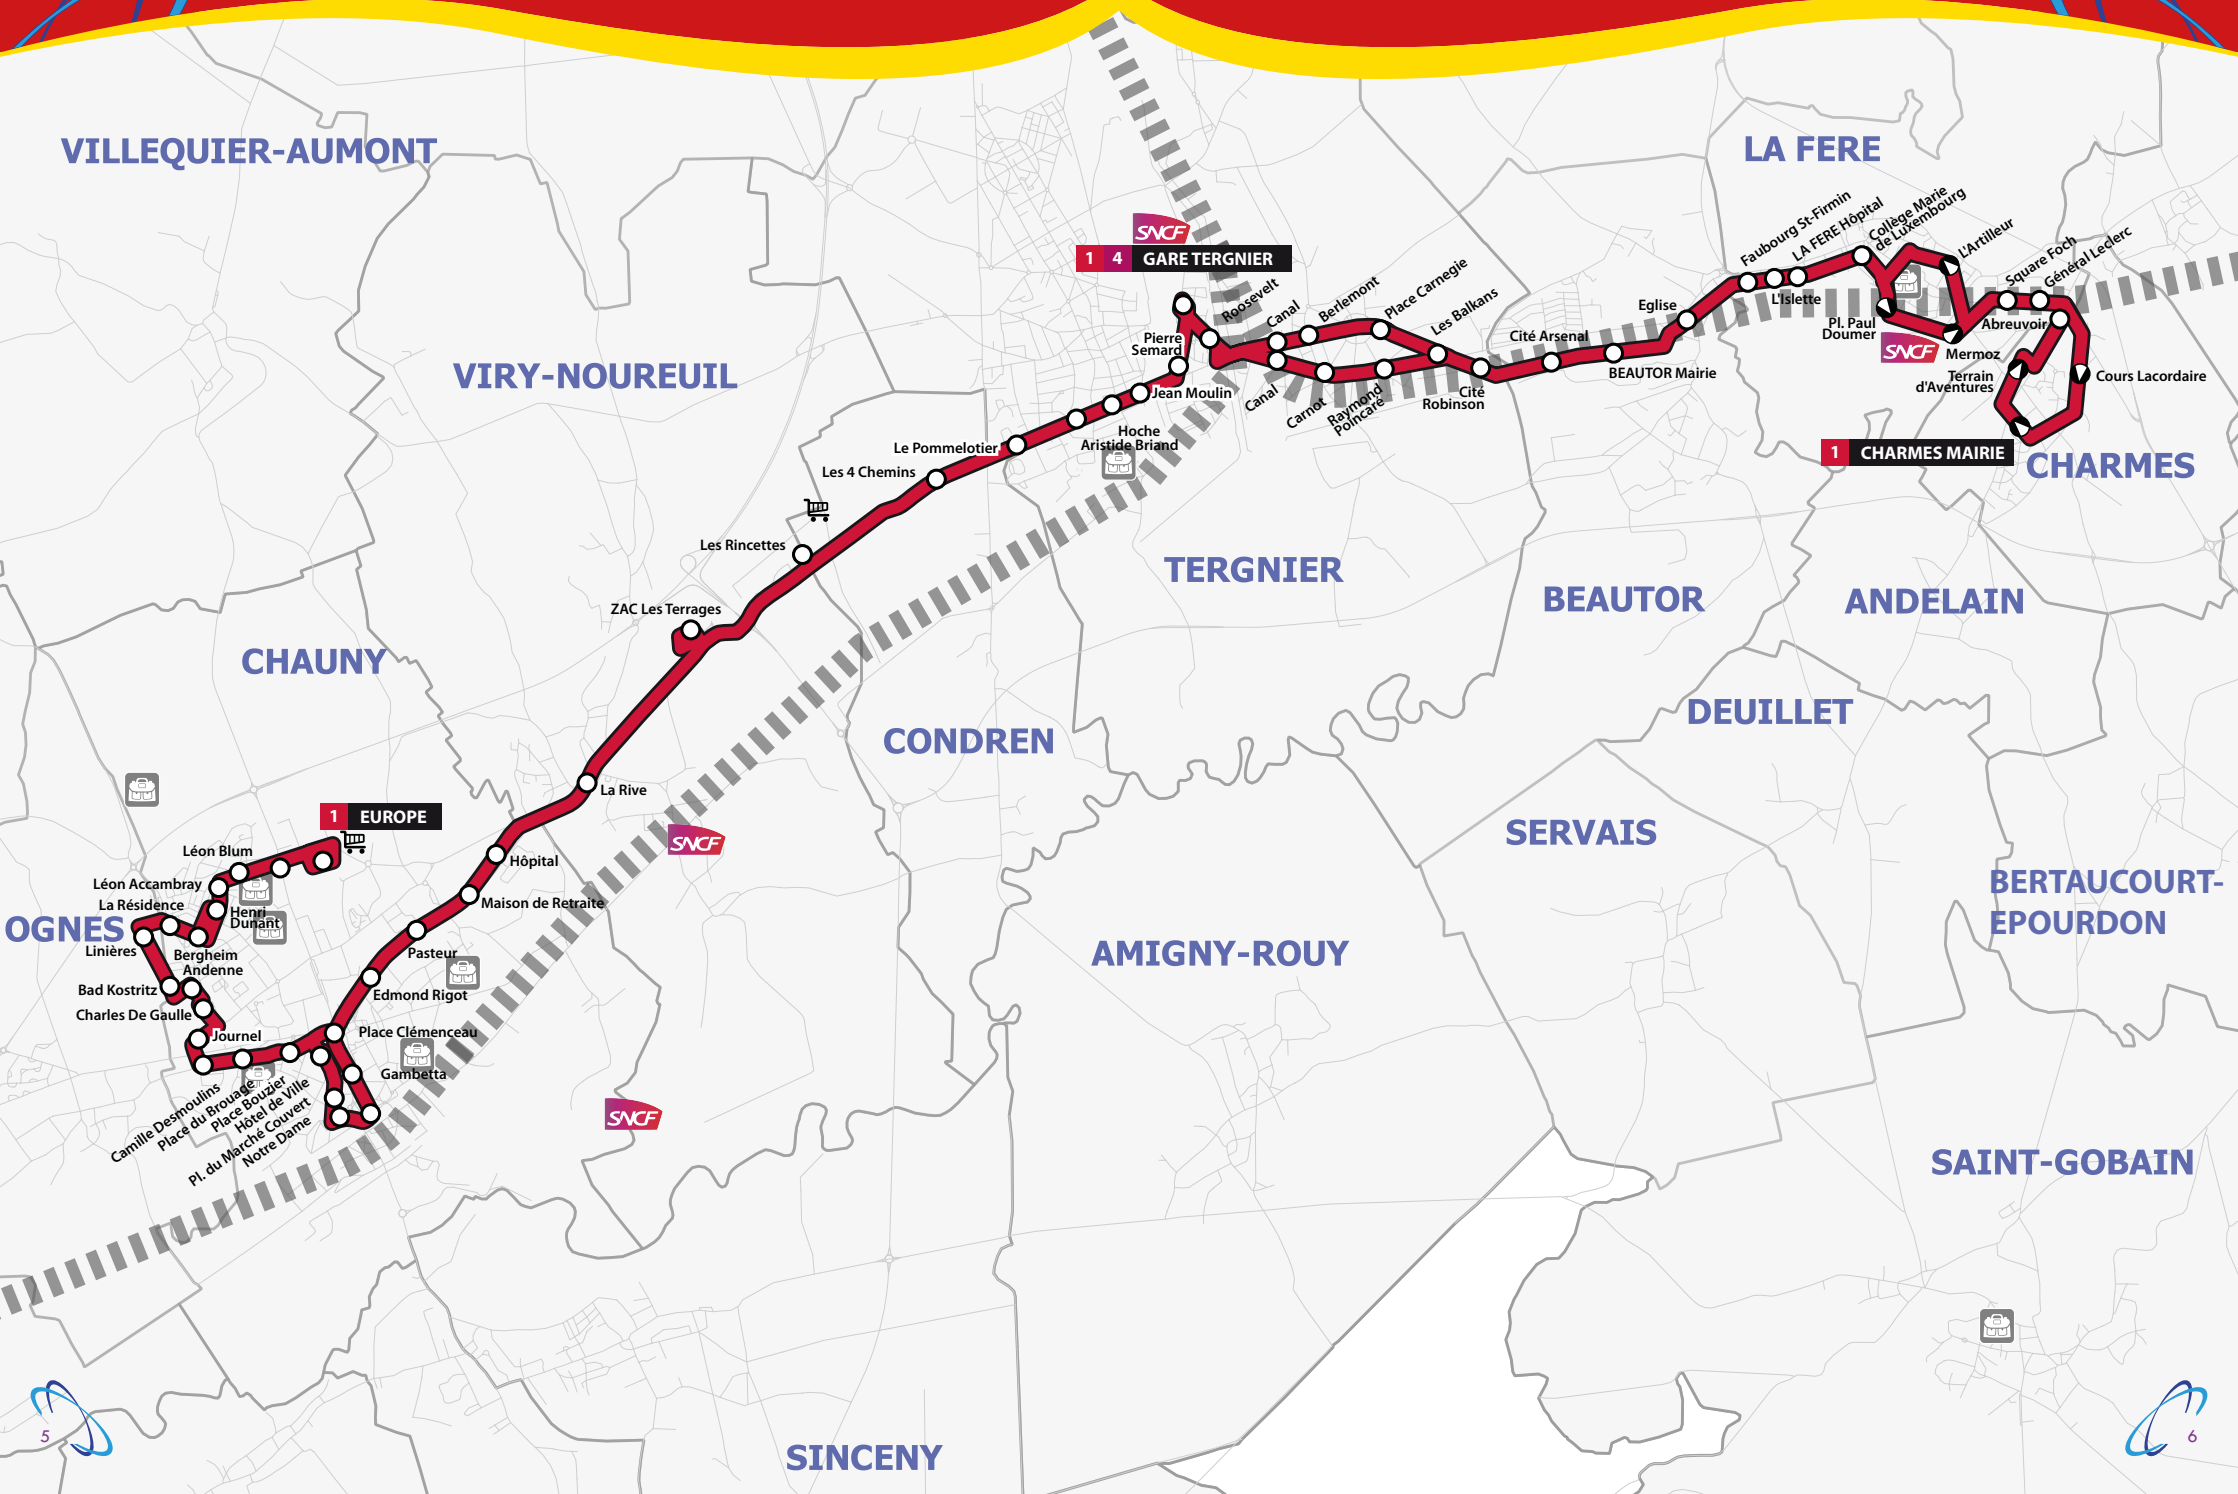 VILLEQUIER-AUMONT
LA FERE
VIRY-NOUREUIL
SNCF
1 4 GARE TERGNIER
Pierre
Semard
Roosevelt
Canal
Berlemont
Place Carnegie
Les Balkans
Canal
Carnot
Raymond
Poincaré
Cité
Robinson
Cité Arsenal
BEAUTOR Mairie
Eglise
Faubourg St-Firmin
L'Islette
LA FERE Hôpital
Collège Marie
de Luxembourg
L'Artilleur
Pl. Paul
Doumer
SNCF
Mermoz
Square Foch
Général Leclerc
Abreuvoir
Terrain
d'Aventures
Cours Lacordaire
1 CHARMES MAIRIE
CHARMES
Jean Moulin
Hoche
Aristide Briand
Le Pommelotier
Les 4 Chemins
Les Rincettes
ZAC Les Terrages
TERGNIER
BEAUTOR
ANDELAIN
CHAUNY
CONDREN
DEUILLET
La Rive
SNCF
1 EUROPE
SERVAIS
Léon Blum
Léon Accambray
La Résidence
Henri
Dunant
OGNES
Linières
Bergheim
Andenne
Bad Kostritz
Charles De Gaulle
Journel
Hôpital
Maison de Retraite
Pasteur
Edmond Rigot
Place Clémenceau
Gambetta
Camille Desmoulins
Place du Brouage
Place Bouzier
Hôtel de Ville
Pl. du Marché Couvert
Notre Dame
SNCF
AMIGNY-ROUY
BERTAUCOURT-
EPOURDON
SAINT-GOBAIN
SINCENY
5
6